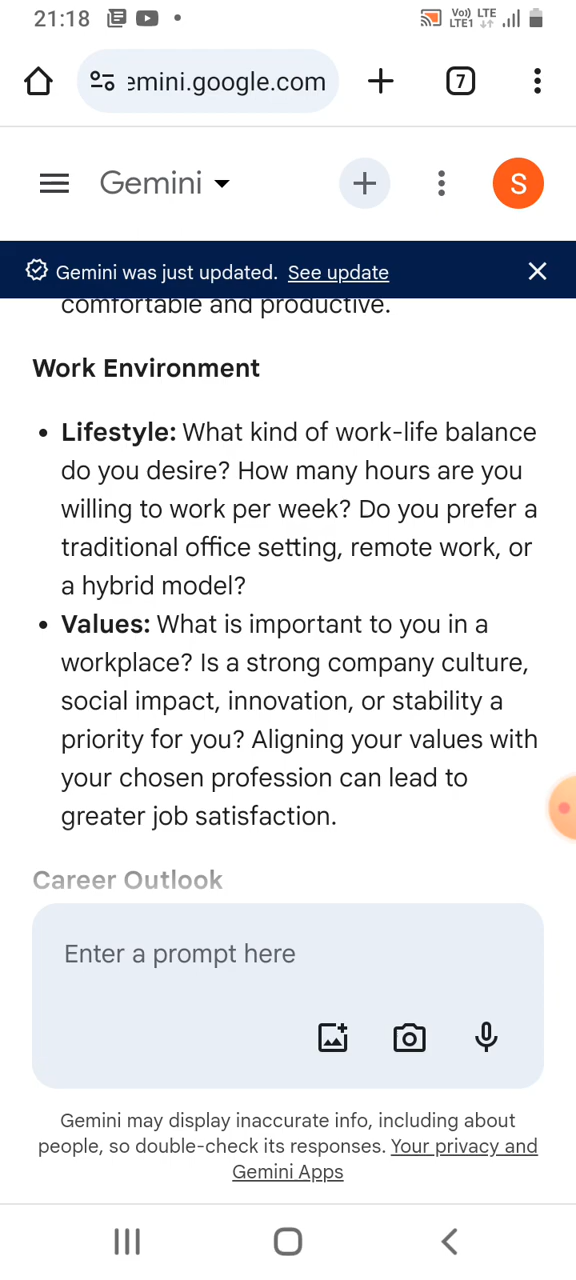 21:18
Vo)) LTE
LTE1
emini.google.com
7
Gemini
S
Gemini was just updated. See update
comfortable and productive.
Work Environment
• Lifestyle: What kind of work-life balance
do you desire? How many hours are you
willing to work per week? Do you prefer a
traditional office setting, remote work, or
a hybrid model?
• Values: What is important to you in a
workplace? Is a strong company culture,
social impact, innovation, or stability a
priority for you? Aligning your values with
your chosen profession can lead to
greater job satisfaction.
Career Outlook
Enter a prompt here
Gemini may display inaccurate info, including about
people, so double-check its responses. Your privacy and
Gemini Apps